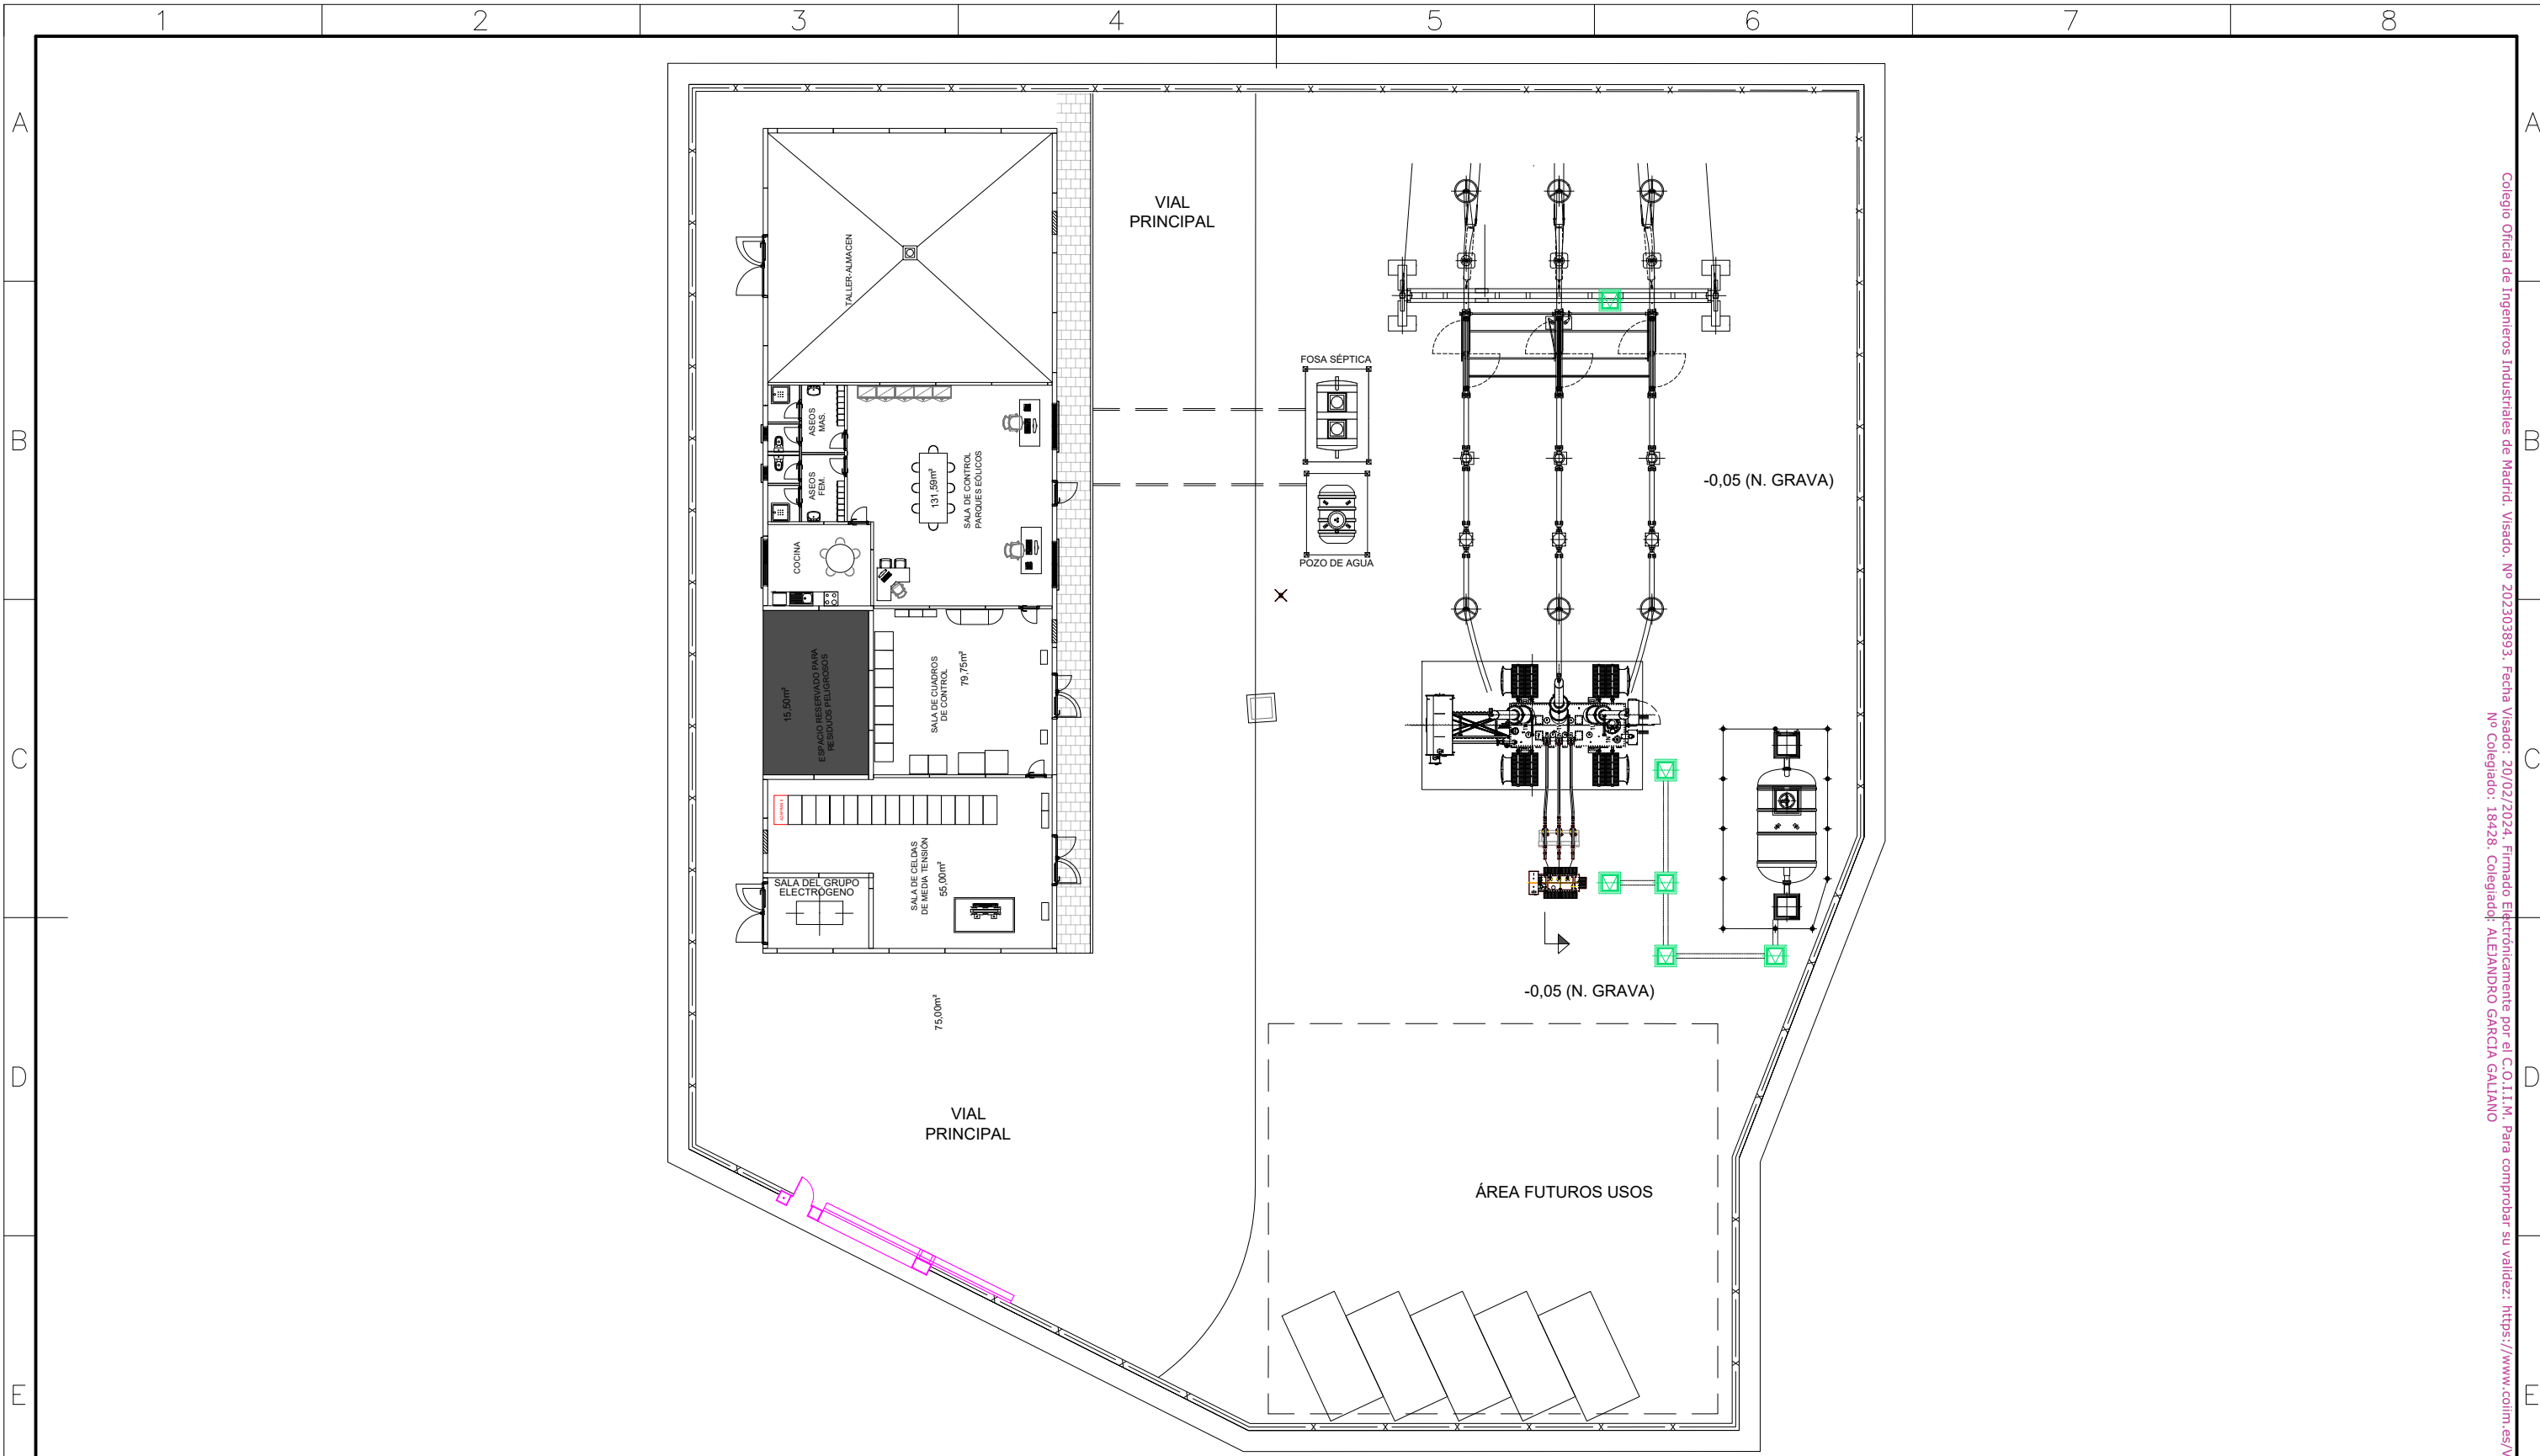 1 2 3 4 5 6 7 8
A
A
B
B
C
C
D
D
E
E
VIAL
PRINCIPAL
TALLER-ALMACEN
FOSA SÉPTICA
ASEOS
MAS.
ASEOS
FEM.
131,59m²
SALA DE CONTROL
PARQUES EÓLICOS
-0,05 (N. GRAVA)
COCINA
POZO DE AGUA
15,50m²
ESPACIO RESERVADO PARA
RESIDUOS PELIGROSOS
SALA DE CUADROS
DE CONTROL
79,75m²
SALA DEL GRUPO
ELECTRÓGENO
SALA DE CELDAS
DE MEDIA TENSIÓN
55,00m²
-0,05 (N. GRAVA)
75,00m²
VIAL
PRINCIPAL
ÁREA FUTUROS USOS
Colegio Oficial de Ingenieros Industriales de Madrid. Visado. Nº 202303893. Fecha Visado: 20/02/2024. Firmado Electrónicamente por el C.O.I.I.M. Para comprobar su validez: https://www.coiim.es/V
Nº Colegiado: 18428. Colegiado: ALEJANDRO GARCIA GALIANO